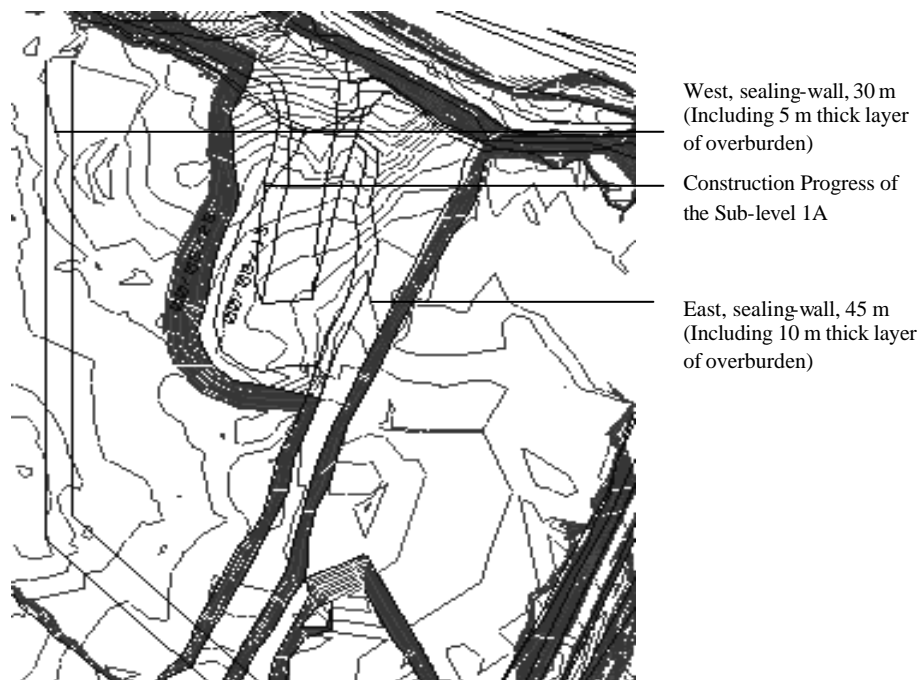 West, sealing-wall, 30 m
(Including 5 m thick layer
of overburden)
Construction Progress of
the Sub-level 1A
East, sealing-wall, 45 m
(Including 10 m thick layer
of overburden)